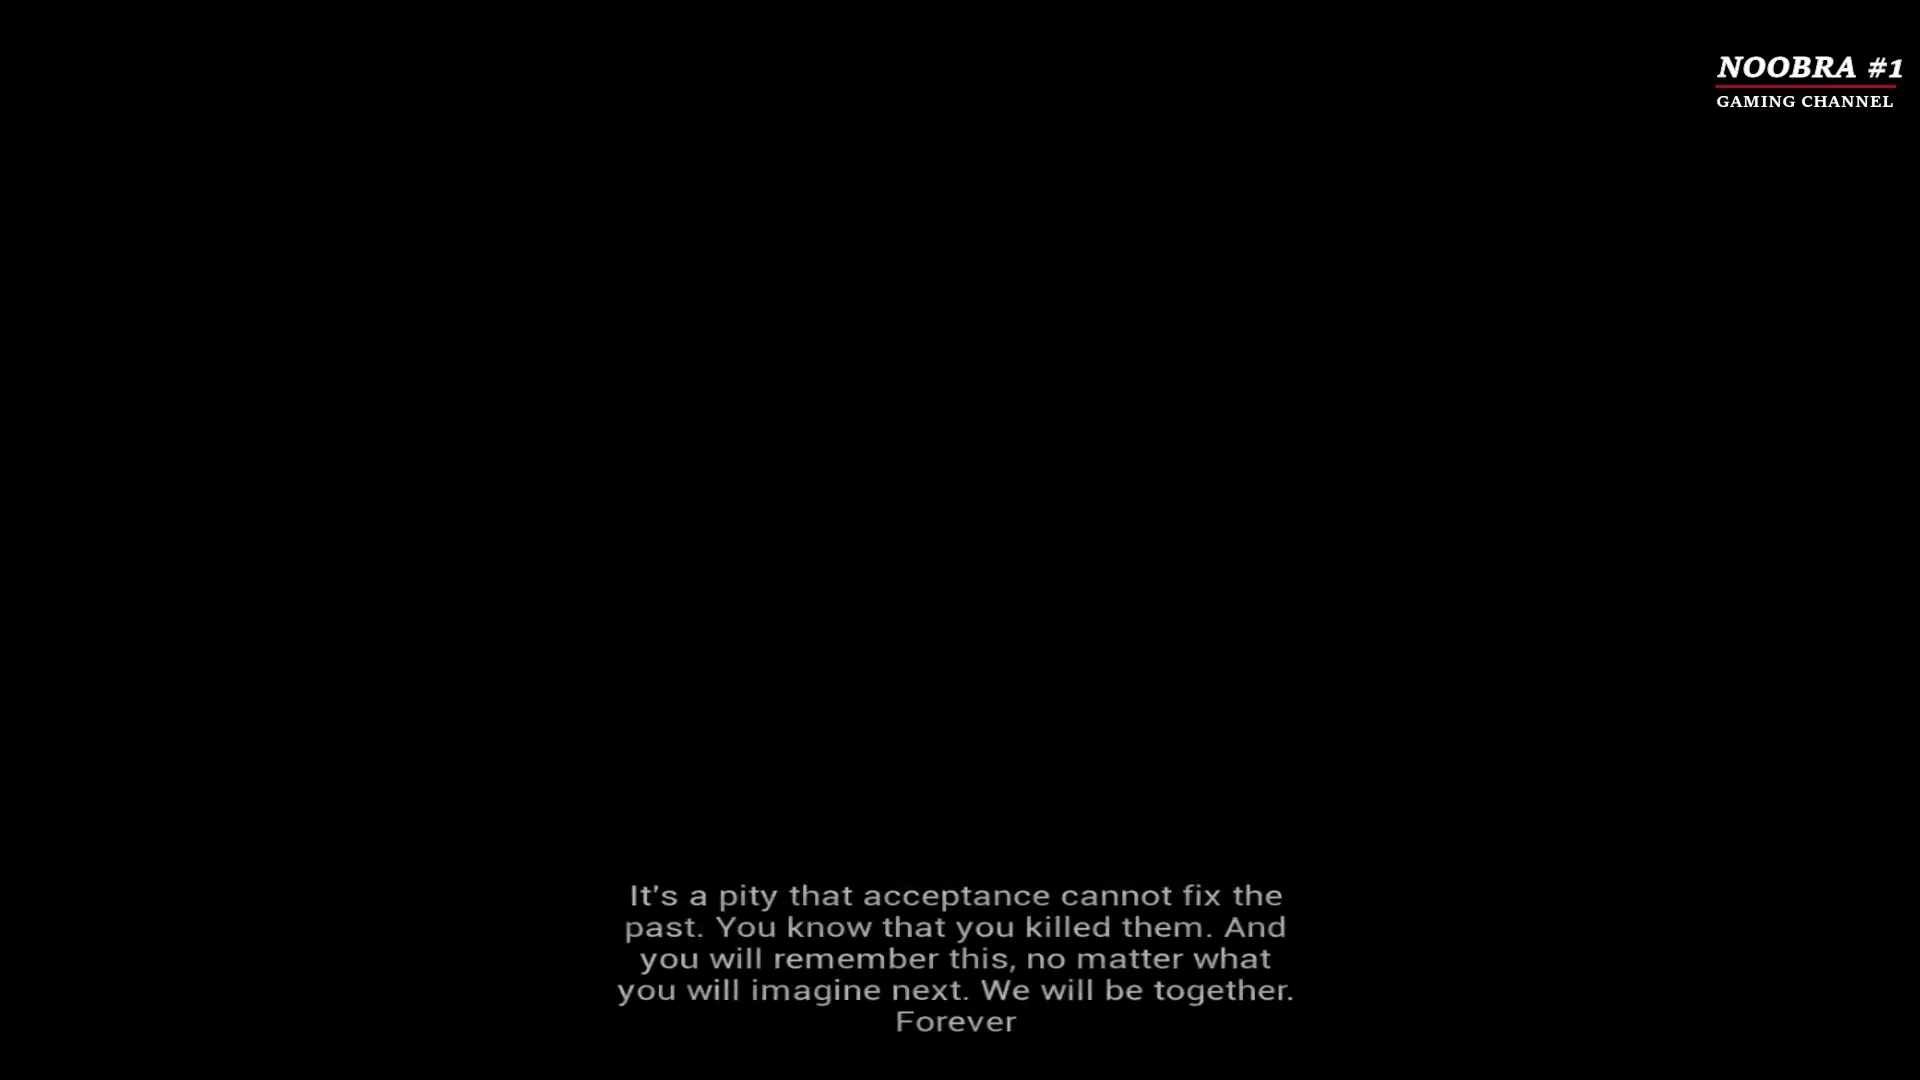 NOOBRA #1
GAMING CHANNEL
It's a pity that acceptance cannot fix the
past. You know that you killed them. And
you will remember this, no matter what
you will imagine next. We will be together.
Forever